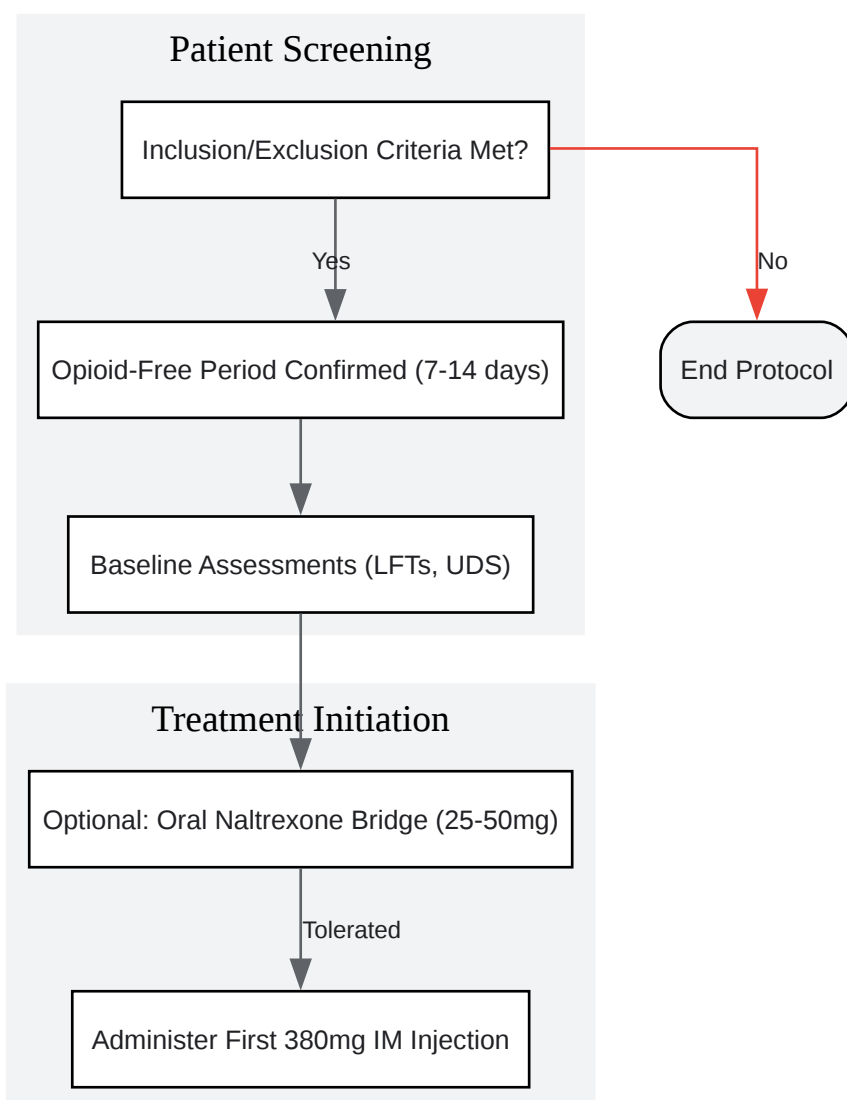 Patient Screening
Inclusion/Exclusion Criteria Met?
Yes
No
Opioid-Free Period Confirmed (7-14 days)
End Protocol
Baseline Assessments (LFTs, UDS)
Treatment Initiation
Optional: Oral Naltrexone Bridge (25-50mg)
Tolerated
Administer First 380mg IM Injection